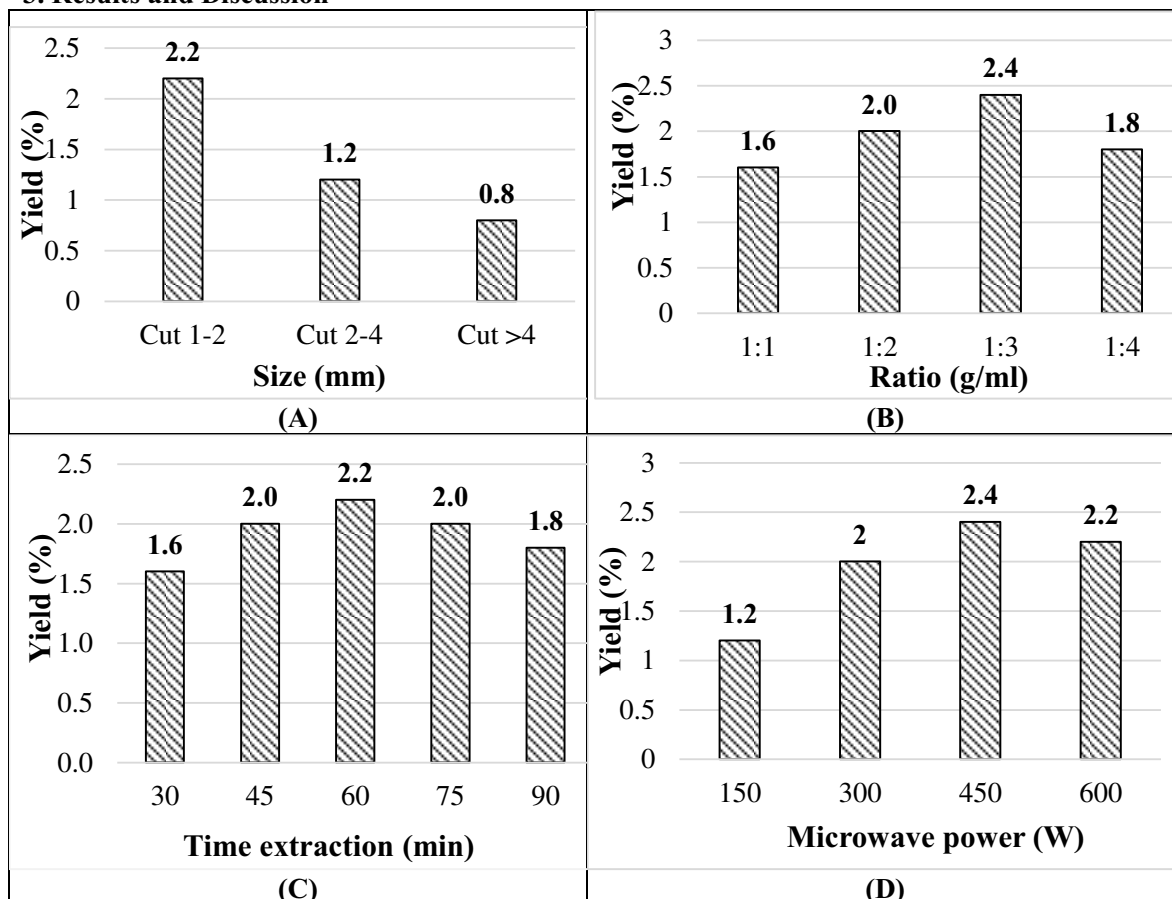 3. Results and Discussion
2.5
2
1.5
1
0.5
0
Yield (%)
2.2
1.2
0.8
Cut 1-2 Cut 2-4 Cut >4
Size (mm)
(A)
3
2.5
2
1.5
1
0.5
0
Yield (%)
1.6
2.0
2.4
1.8
1:1 1:2 1:3 1:4
Ratio (g/ml)
(B)
2.5
2.0
1.5
1.0
0.5
0.0
Yield (%)
1.6
2.0
2.2
2.0
1.8
30 45 60 75 90
Time extraction (min)
(C)
3
2.5
2
1.5
1
0.5
0
Yield (%)
1.2
2
2.4
2.2
150 300 450 600
Microwave power (W)
(D)